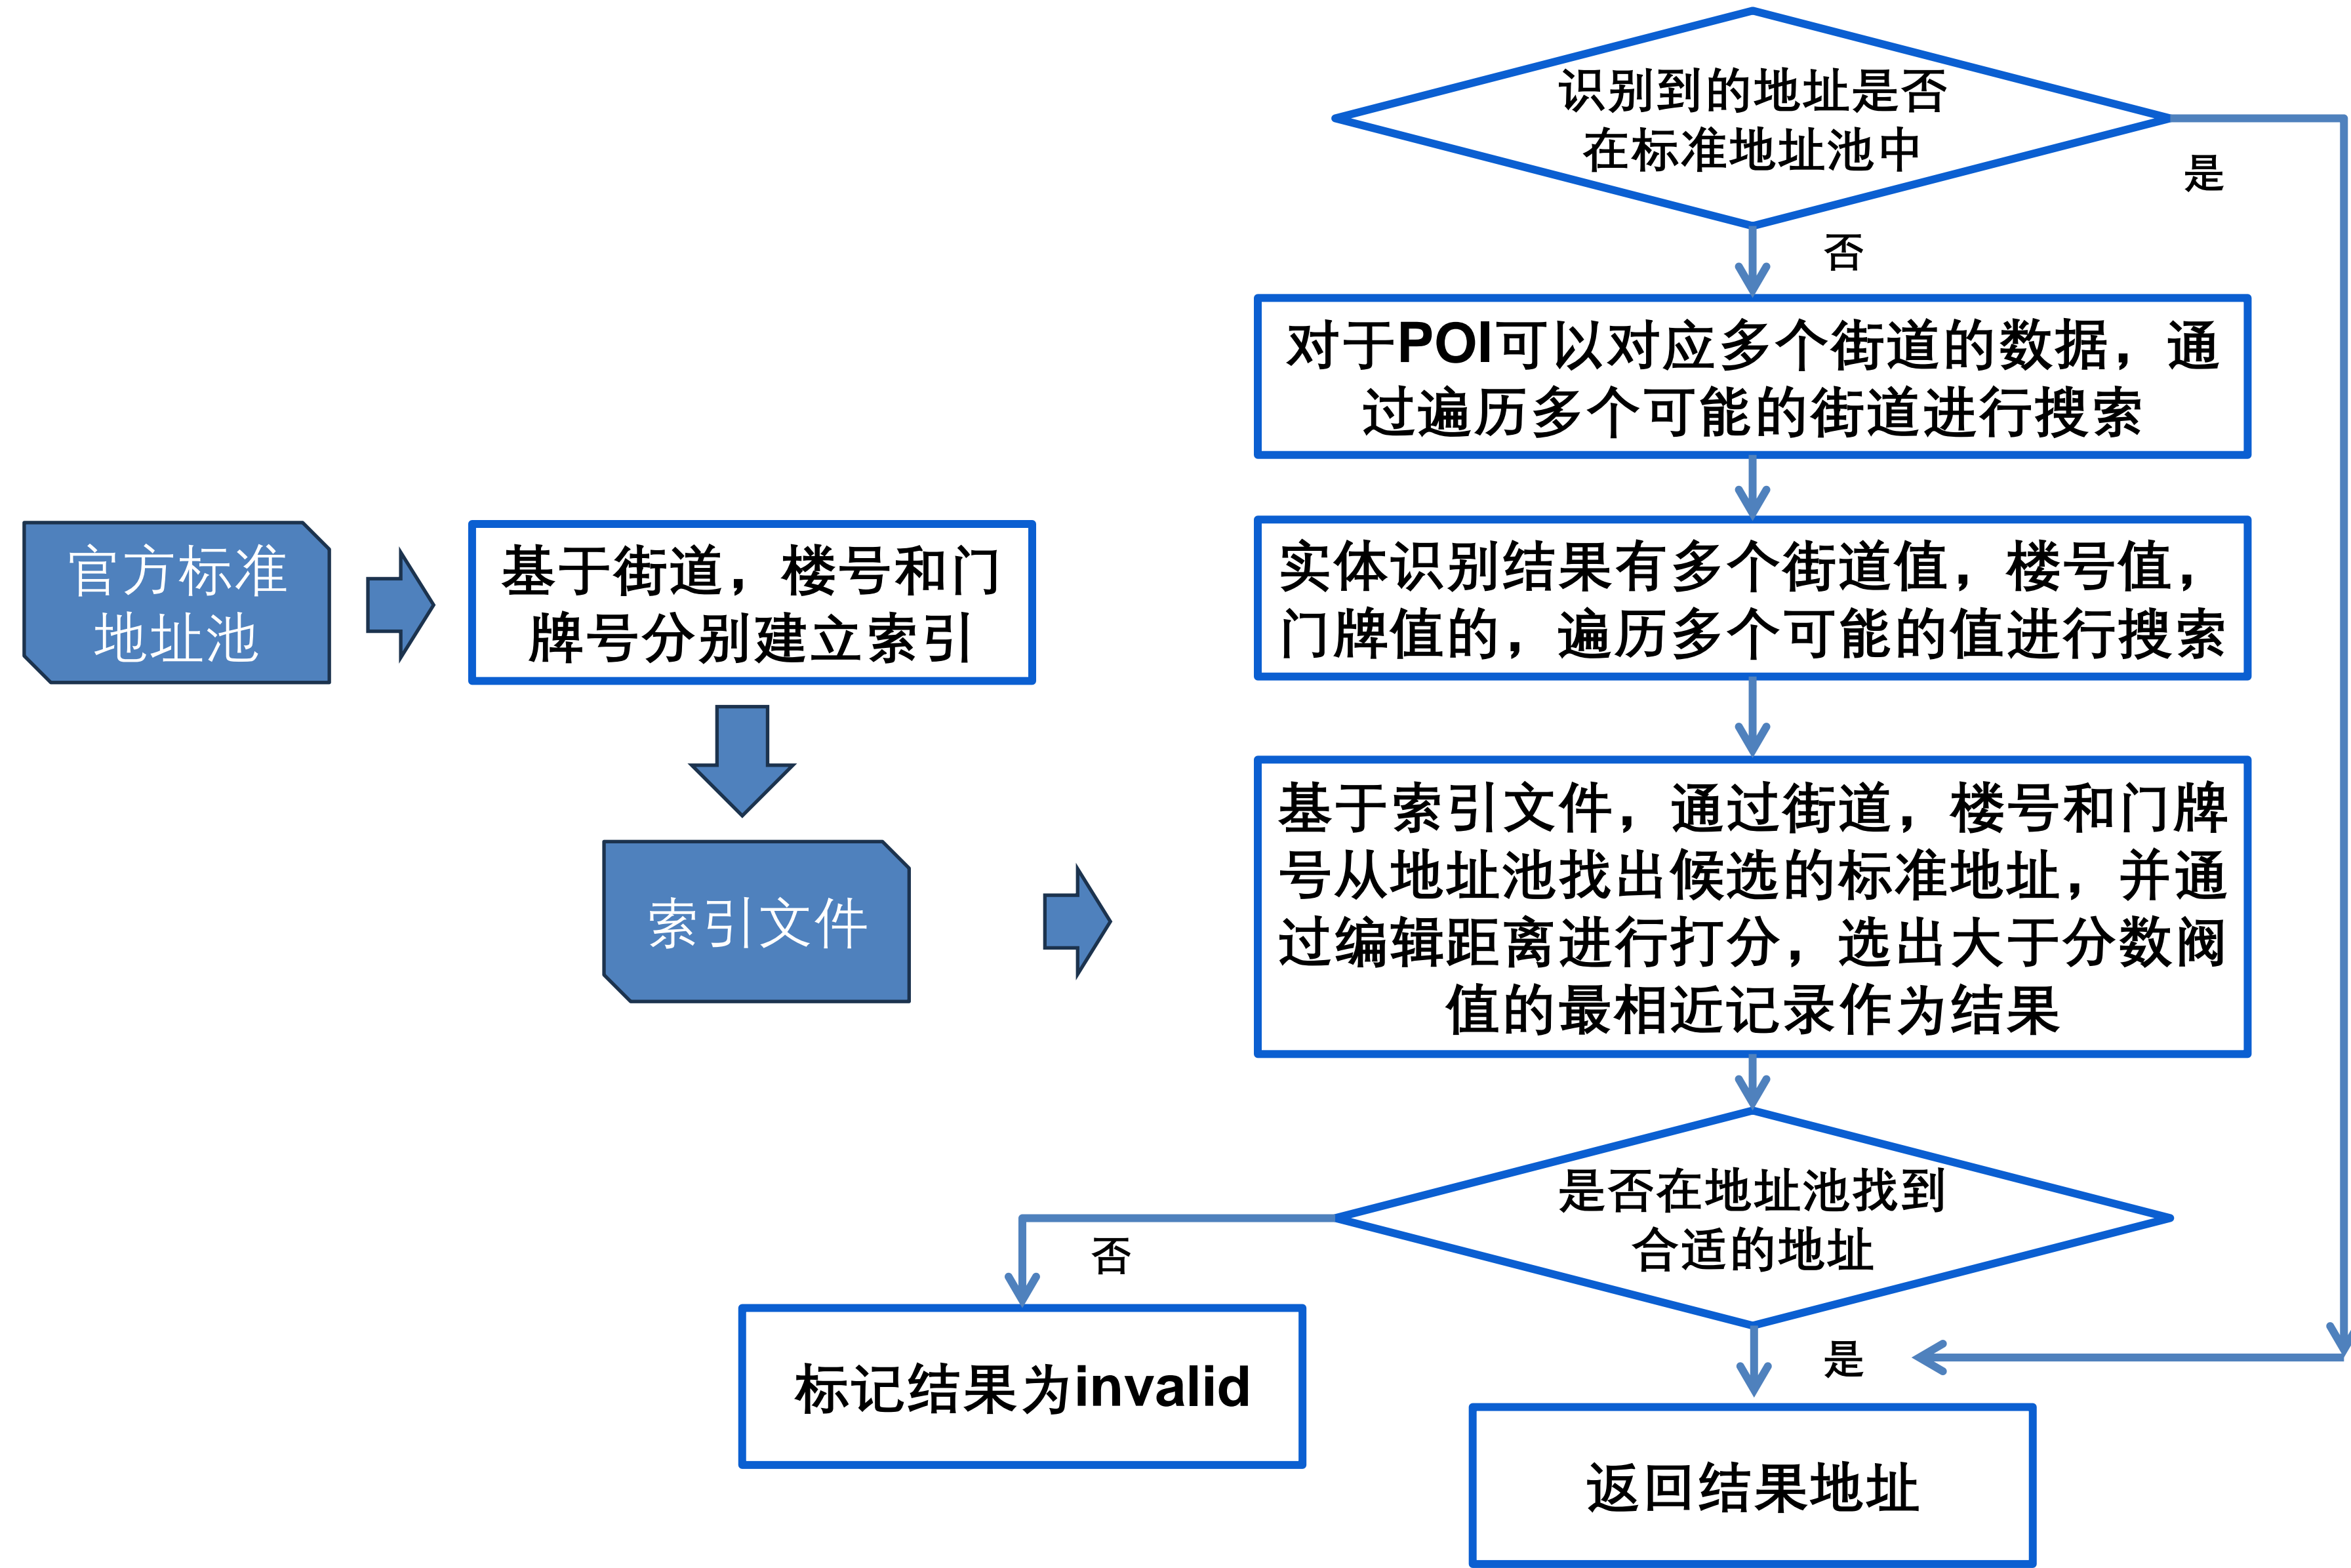 识别到的地址是否
在标准地址池中
是
否
对于POI可以对应多个街道的数据，通
过遍历多个可能的街道进行搜索
官方标准
地址池
基于街道，楼号和门
牌号分别建立索引
实体识别结果有多个街道值，楼号值，
门牌值的，遍历多个可能的值进行搜索
索引文件
基于索引文件，通过街道，楼号和门牌
号从地址池找出候选的标准地址，并通
过编辑距离进行打分，选出大于分数阀
值的最相近记录作为结果
是否在地址池找到
合适的地址
否
是
标记结果为invalid
返回结果地址